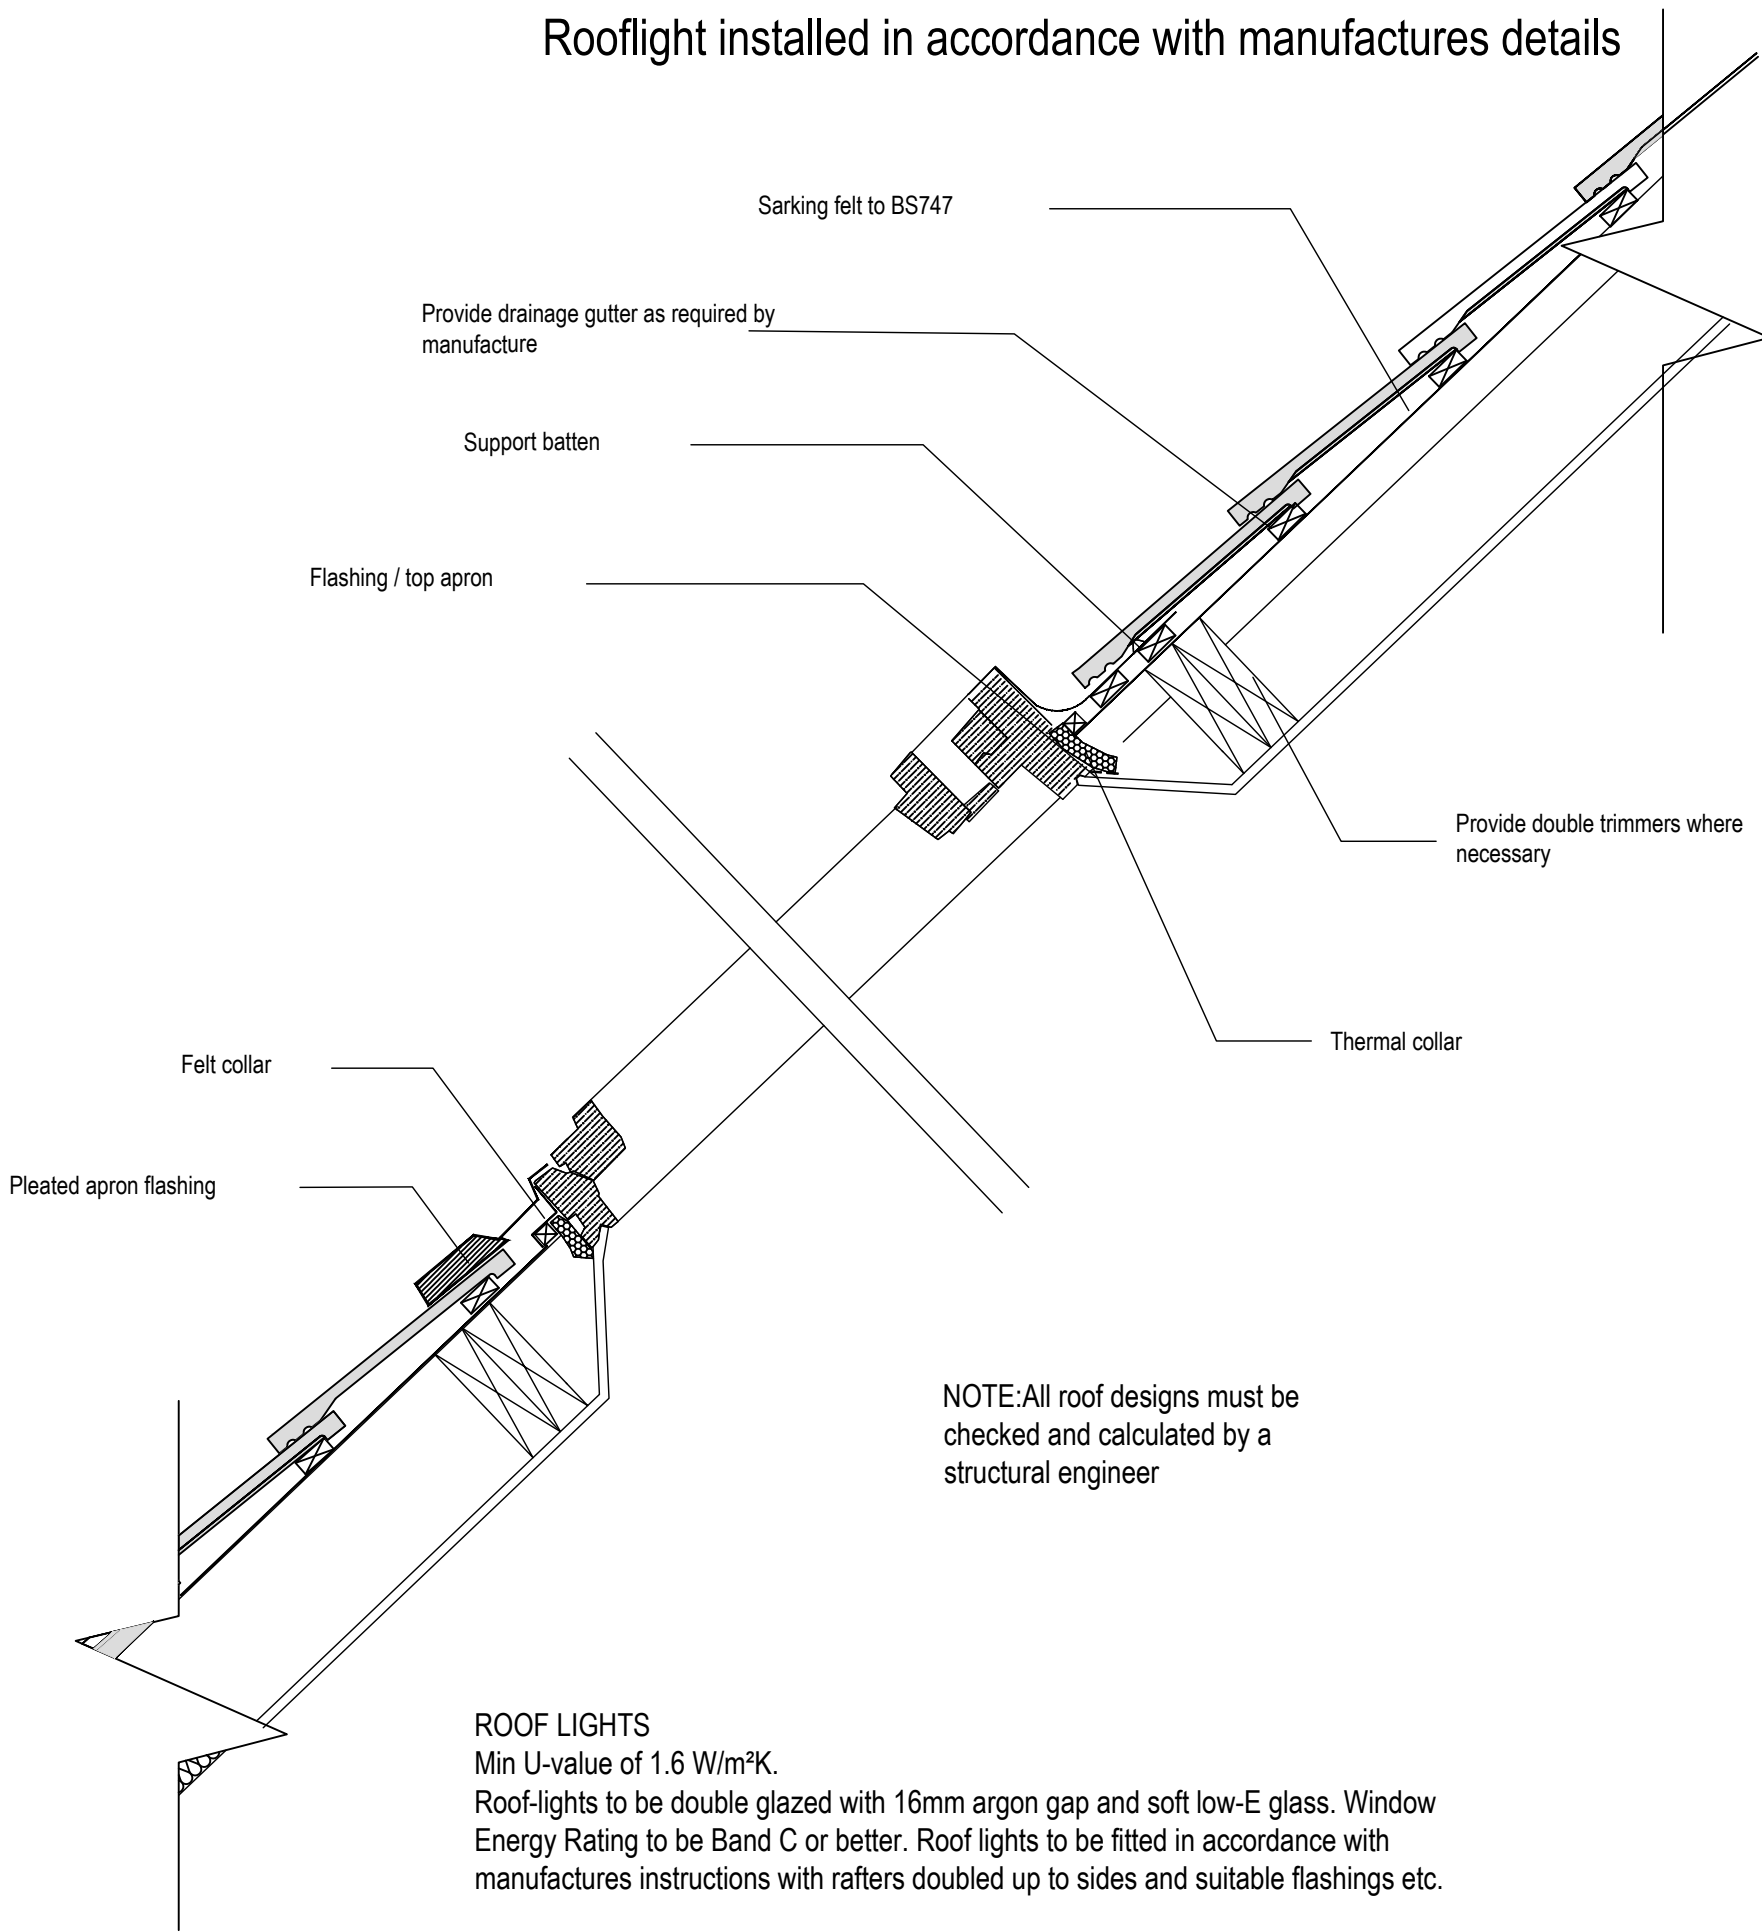 Rooflight installed in accordance with manufactures details
Sarking felt to BS747
Provide drainage gutter as required by
manufacture
Support batten
Flashing / top apron
Provide double trimmers where
necessary
Thermal collar
Felt collar
Pleated apron flashing
NOTE:All roof designs must be
checked and calculated by a
structural engineer
ROOF LIGHTS
Min U-value of 1.6 W/m²K.
Roof-lights to be double glazed with 16mm argon gap and soft low-E glass. Window
Energy Rating to be Band C or better. Roof lights to be fitted in accordance with
manufactures instructions with rafters doubled up to sides and suitable flashings etc.